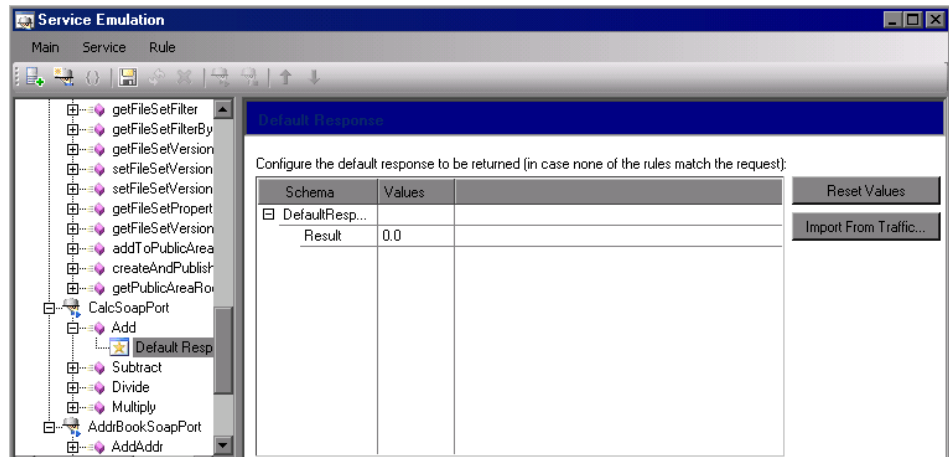 Service Emulation
Main Service Rule
getFileSetFilter
getFileSetFilterBy
getFileSetVersion
setFileSetVersion
setFileSetVersion
getFileSetPropert
getFileSetVersion
addToPublicArea
createAndPublish
getPublicAreaRo
CalcSoapPort
Add
Default Resp
Subtract
Divide
Multiply
AddrBookSoapPort
AddAddr
Default Response
Configure the default response to be returned (in case none of the rules match the request):
Schema Values
DefaultResp...
Result 0.0
Reset Values
Import From Traffic...